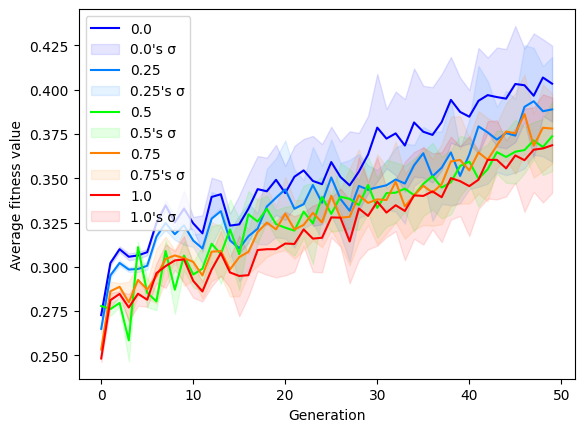 0.0
0.0's σ
0.25
0.25's σ
0.5
0.5's σ
0.75
0.75's σ
1.0
1.0's σ
Average fitness value
0.425
0.400
0.375
0.350
0.325
0.300
0.275
0.250
0 10 20 30 40 50
Generation